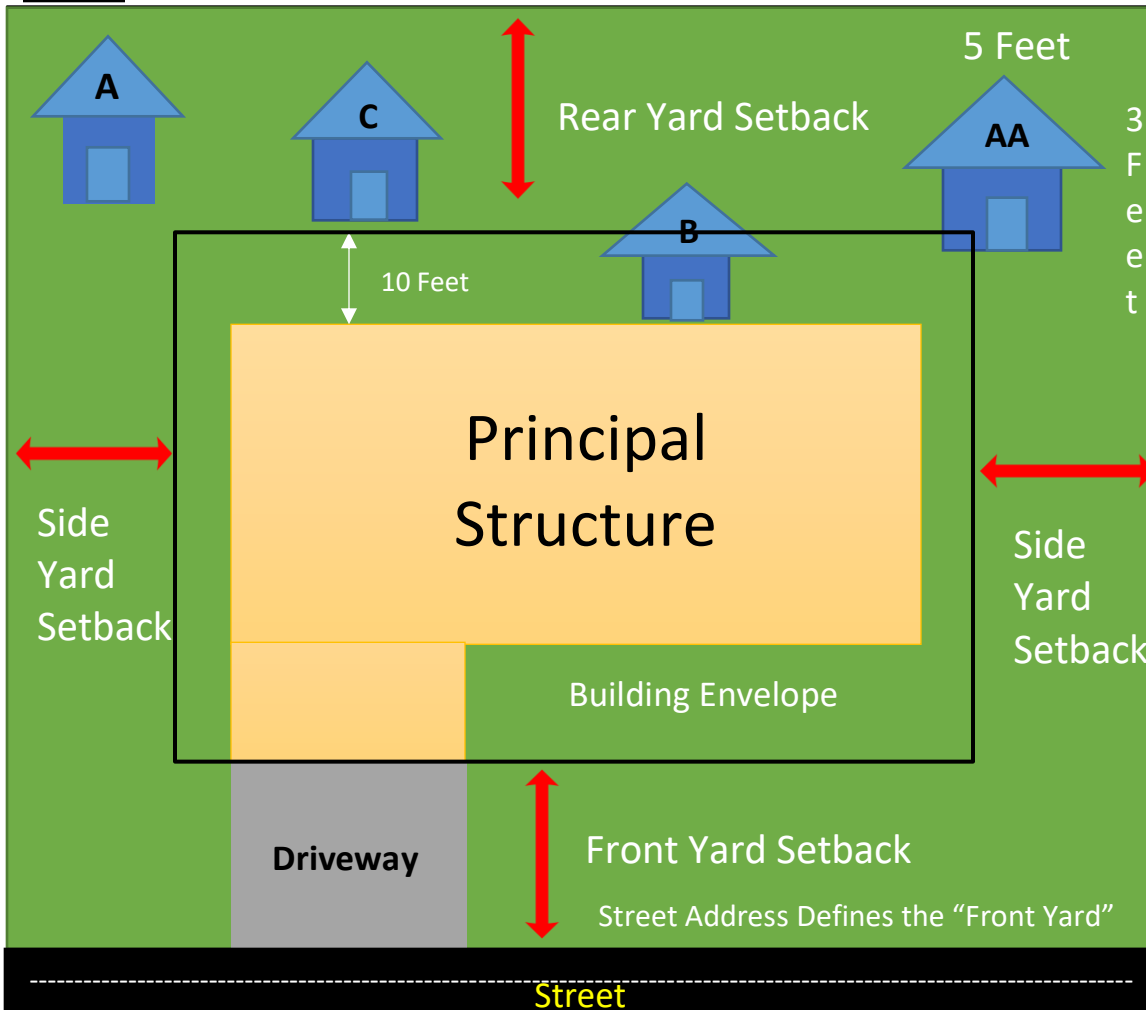 5 Feet
A
C
Rear Yard Setback
AA
3
F
e
e
t
B
10 Feet
Principal
Structure
Side
Yard
Setback
Side
Yard
Setback
Building Envelope
Driveway
Front Yard Setback
Street Address Defines the “Front Yard”
Street